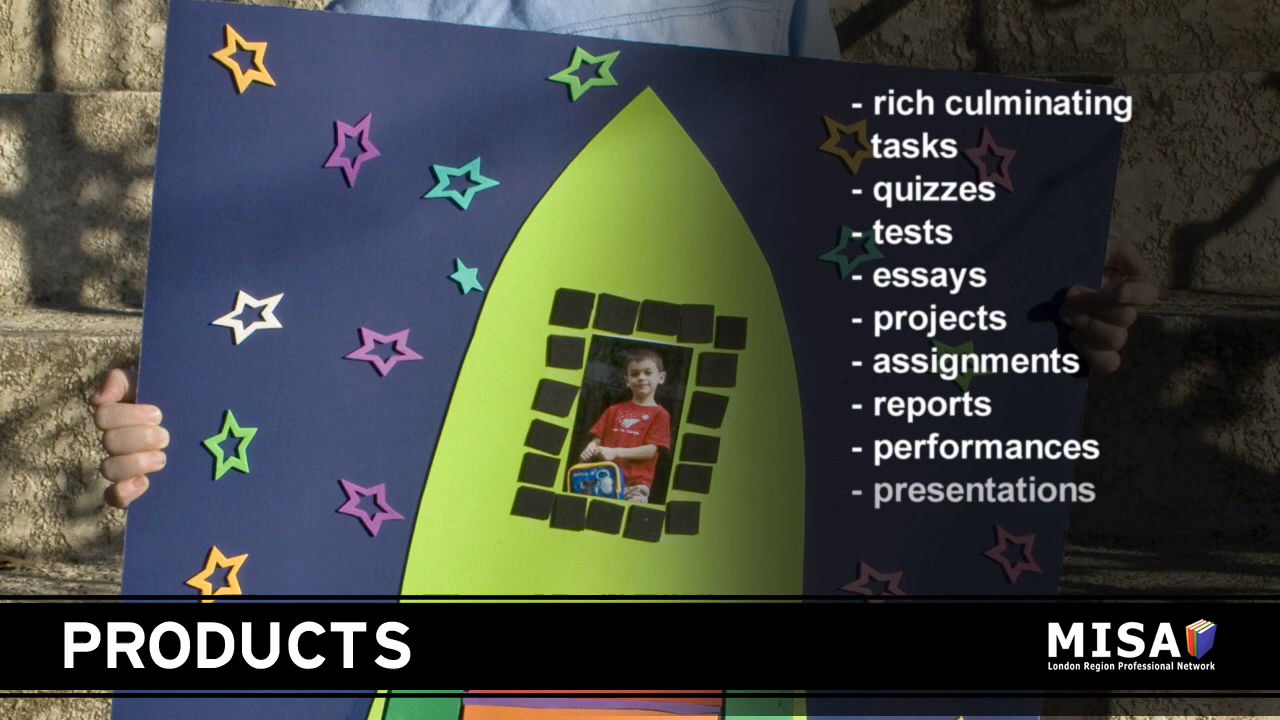 - rich culminating
tasks
- quizzes
- tests
- essays
- projects
- assignments
- reports
- performances
- presentations
PRODUCTS
MISA
London Region Professional Network